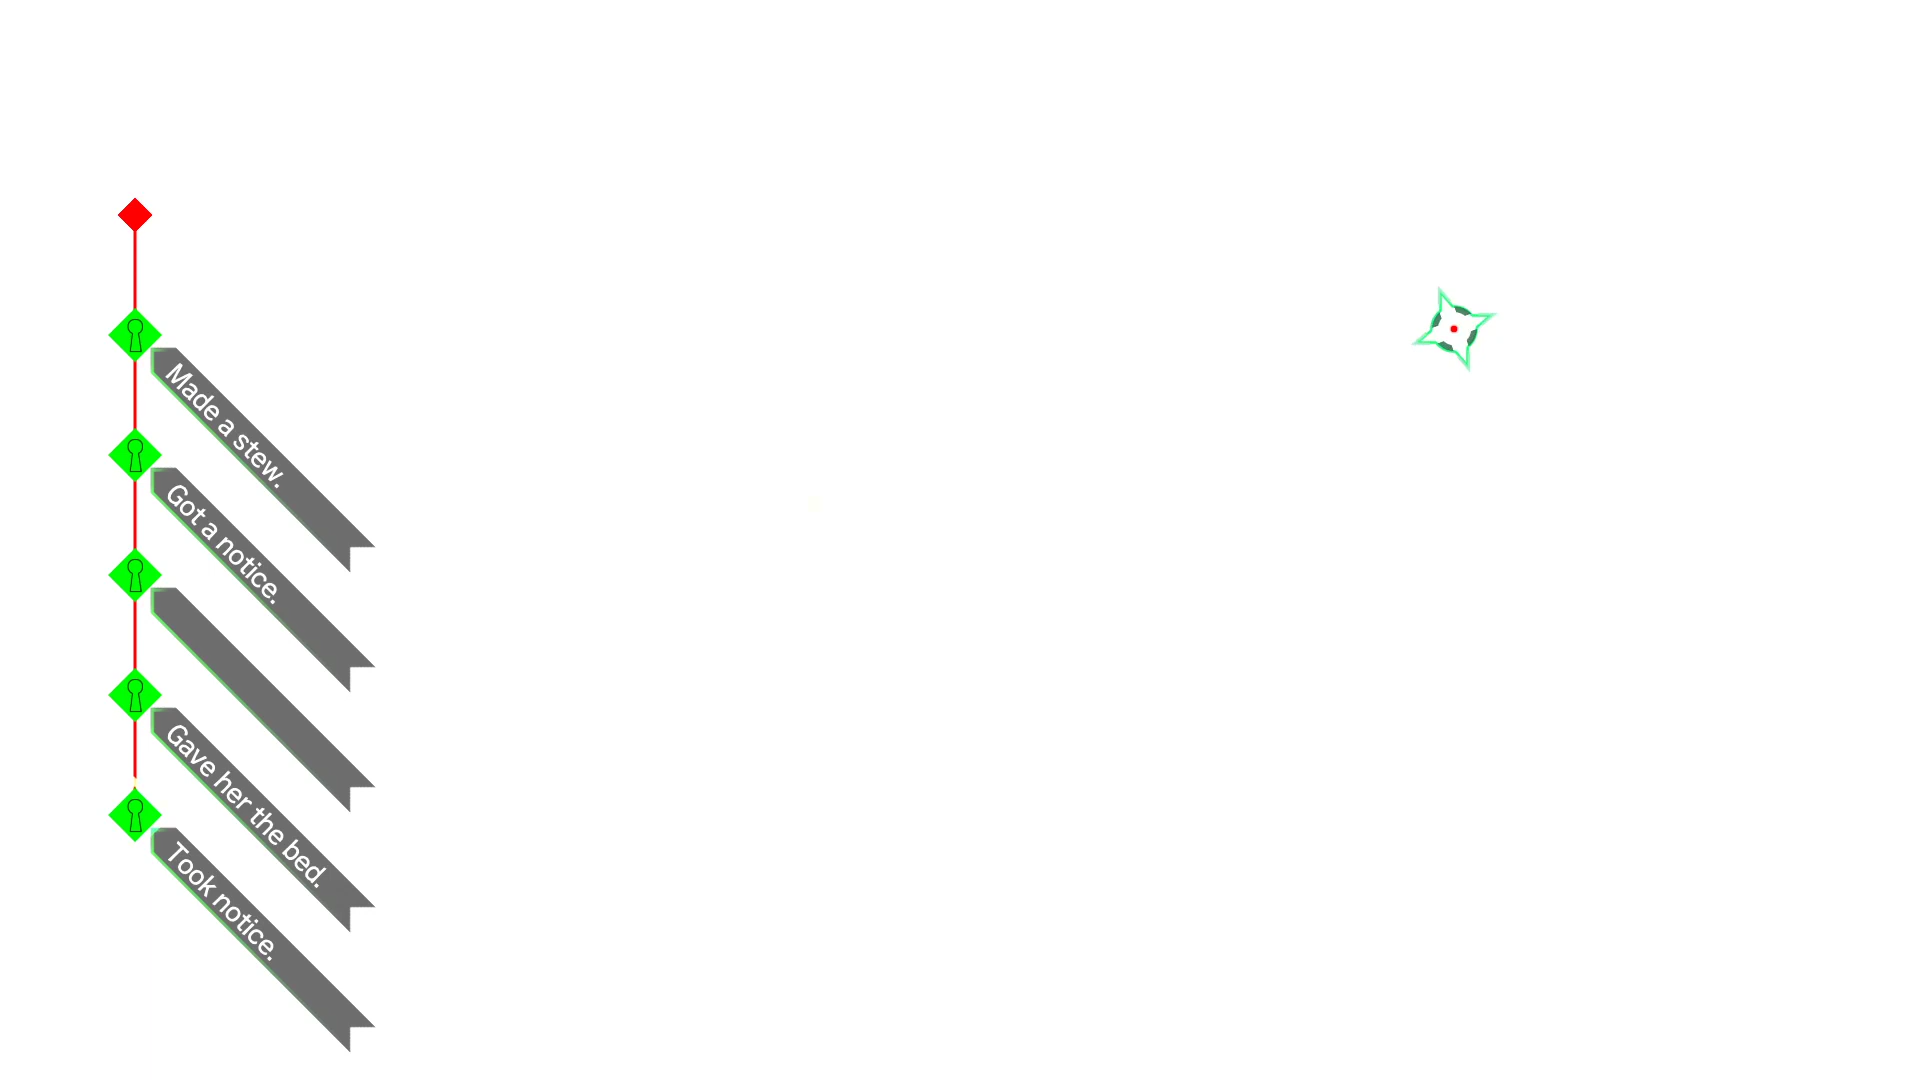 Made a stew.
Got a notice.
Gave her the bed.
Took notice.